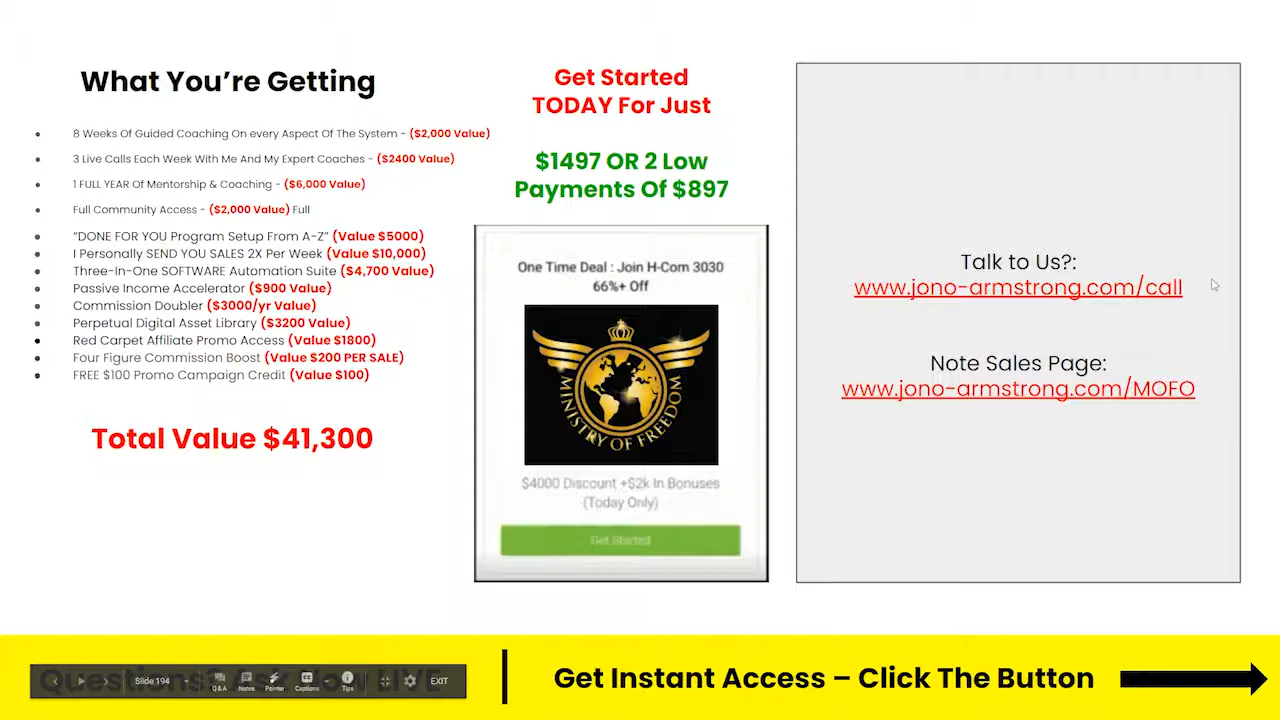 What You're Getting
8 Weeks Of Guided Coaching On every Aspect Of The System - ($2,000 Value)
3 Live Calls Each Week With Me And My Expert Coaches - ($2400 Value)
1 FULL YEAR Of Mentorship & Coaching - ($6,000 Value)
Full Community Access - ($2,000 Value) Full
"DONE FOR YOU Program Setup From A-Z" (Value $5000)
I Personally SEND YOU SALES 2X Per Week (Value $10,000)
Three-In-One SOFTWARE Automation Suite ($4,700 Value)
Passive Income Accelerator ($900 Value)
Commission Doubler ($3000/yr Value)
Perpetual Digital Asset Library ($3200 Value)
Red Carpet Affiliate Promo Access (Value $1800)
Four Figure Commission Boost (Value $200 PER SALE)
FREE $100 Promo Campaign Credit (Value $100)
Total Value $41,300
Get Started
TODAY For Just
$1497 OR 2 Low
Payments Of $897
One Time Deal : Join H-Com 3030
66%+ Off
MINISTRY OF FREEDOM
$4000 Discount +$2k In Bonuses
(Today Only)
Get Started
Talk to Us?:
www.jono-armstrong.com/call
Note Sales Page:
www.jono-armstrong.com/MOFO
Questions? Ask Now LIVE
Slide 194
Q&A
Notes
Pointer
Captions
Tips
EXIT
Get Instant Access – Click The Button